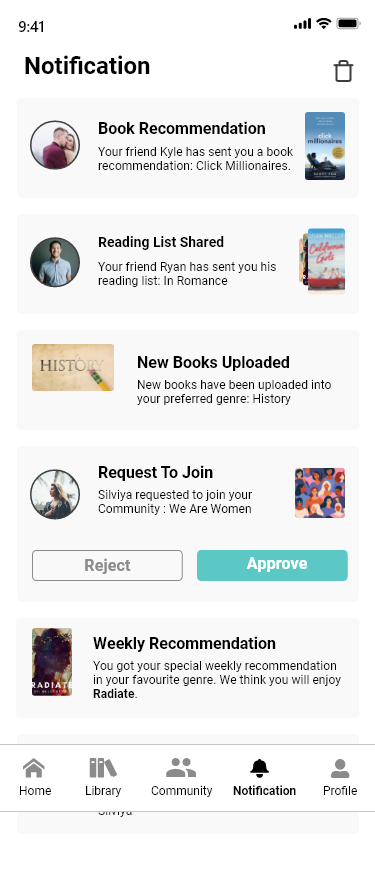 9:41
Notification
Book Recommendation
Your friend Kyle has sent you a book
recommendation: Click Millionaires.
click
millionaires
Reading List Shared
Your friend Ryan has sent you his
reading list: In Romance
California
Girls
HISTORY
New Books Uploaded
New books have been uploaded into
your preferred genre: History
Request To Join
Silviya requested to join your
Community : We Are Women
Reject
Approve
RADIATE
Weekly Recommendation
You got your special weekly recommendation
in your favourite genre. We think you will enjoy
Radiate.
Home
Library
Community
Notification
Profile
Silviya